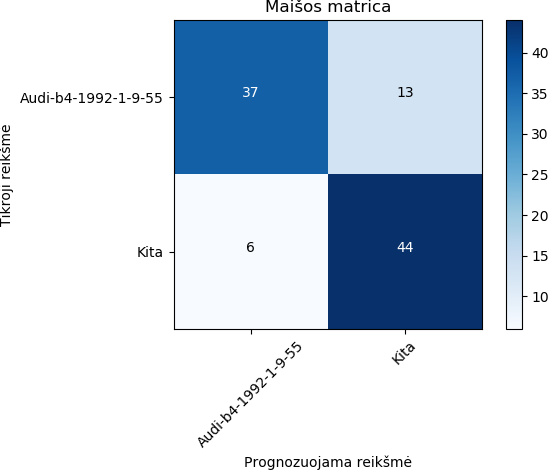 Maišos matrica
Tikroji reikšmė
Audi-b4-1992-1-9-55
Kita
37
13
6
44
Audi-b4-1992-1-9-55
Kita
Prognozuojama reikšmė
40
35
30
25
20
15
10